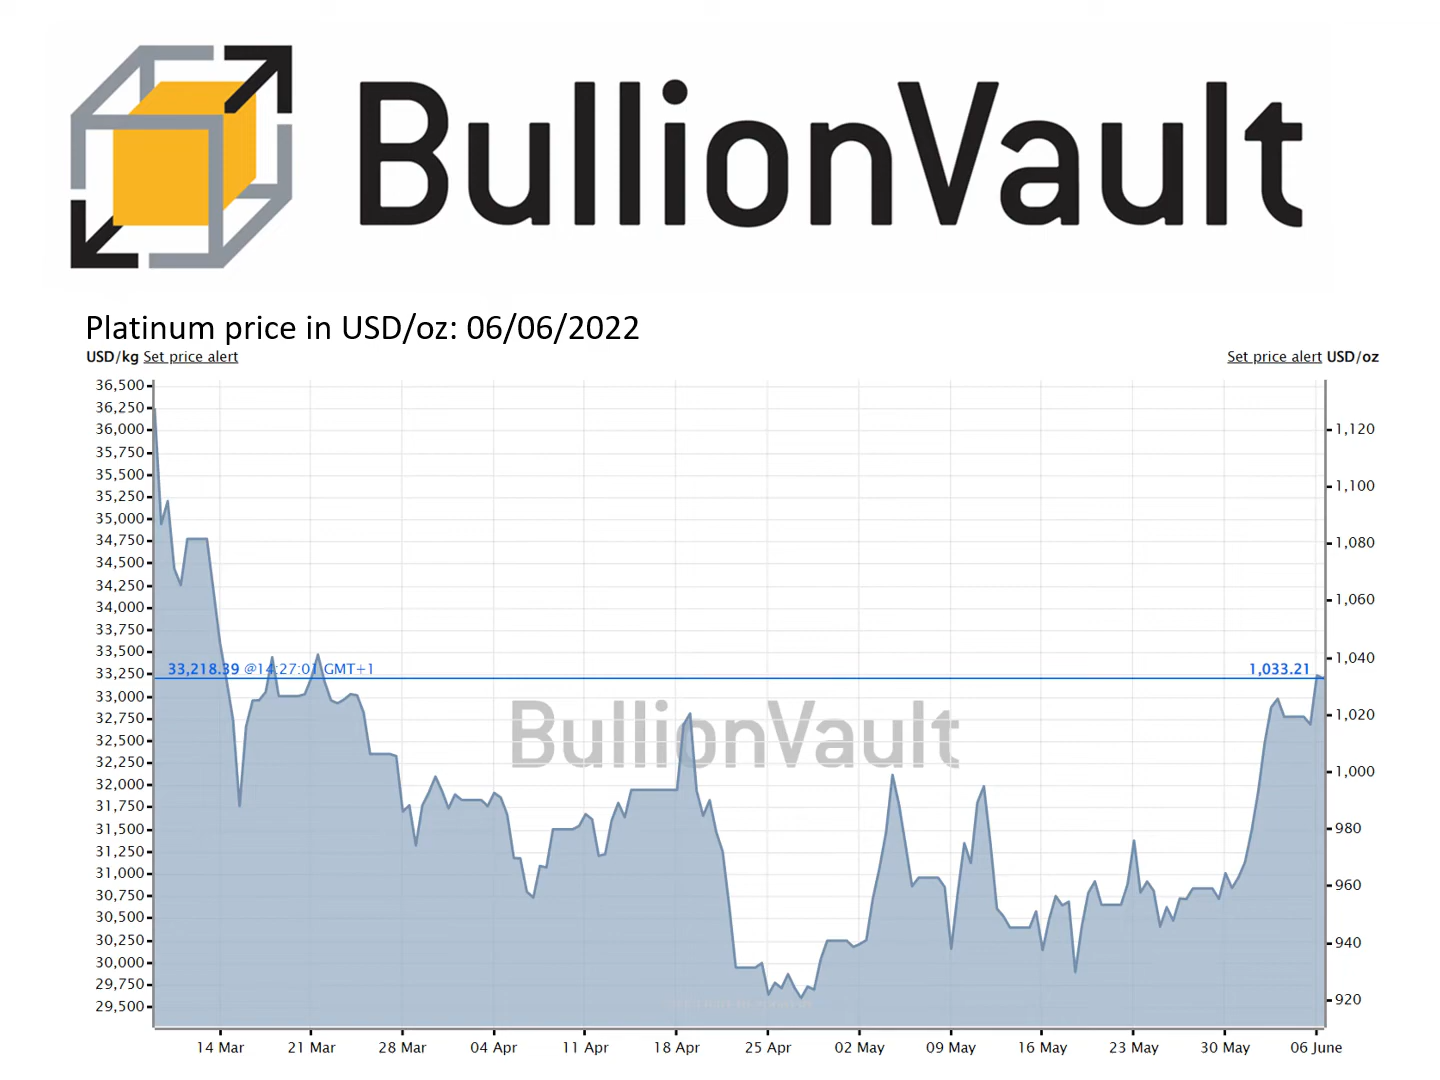 BullionVault
Platinum price in USD/oz: 06/06/2022
USD/kg Set price alert
Set price alert USD/oz
36,500
36,250
36,000
35,750
35,500
35,250
35,000
34,750
34,500
34,250
34,000
33,750
33,500
33,250
33,000
32,750
32,500
32,250
32,000
31,750
31,500
31,250
31,000
30,750
30,500
30,250
30,000
29,750
29,500
1,120
1,100
1,080
1,060
1,040
1,020
1,000
980
960
940
920
33,218.39 @14:27:01 GMT+1
1,033.21
BullionVault
14 Mar
21 Mar
28 Mar
04 Apr
11 Apr
18 Apr
25 Apr
02 May
09 May
16 May
23 May
30 May
06 June